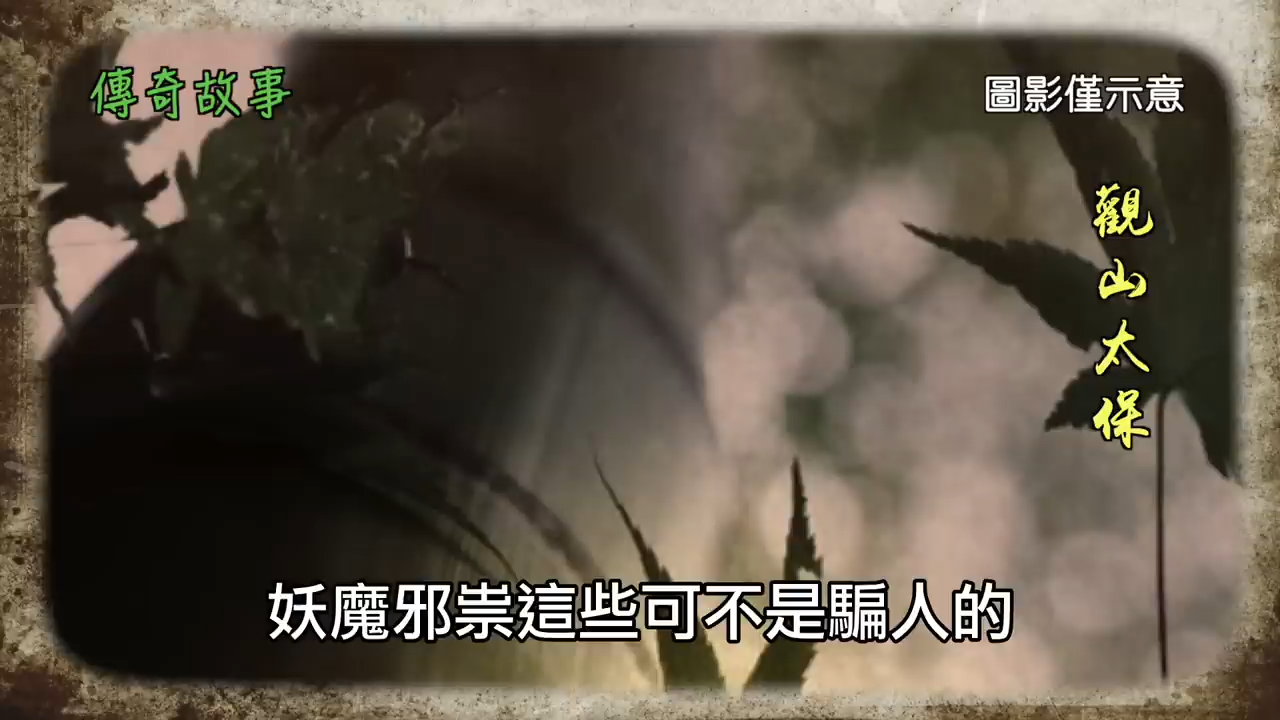 傳奇故事
圖影僅示意
觀山太保
妖魔邪祟這些可不是騙人的